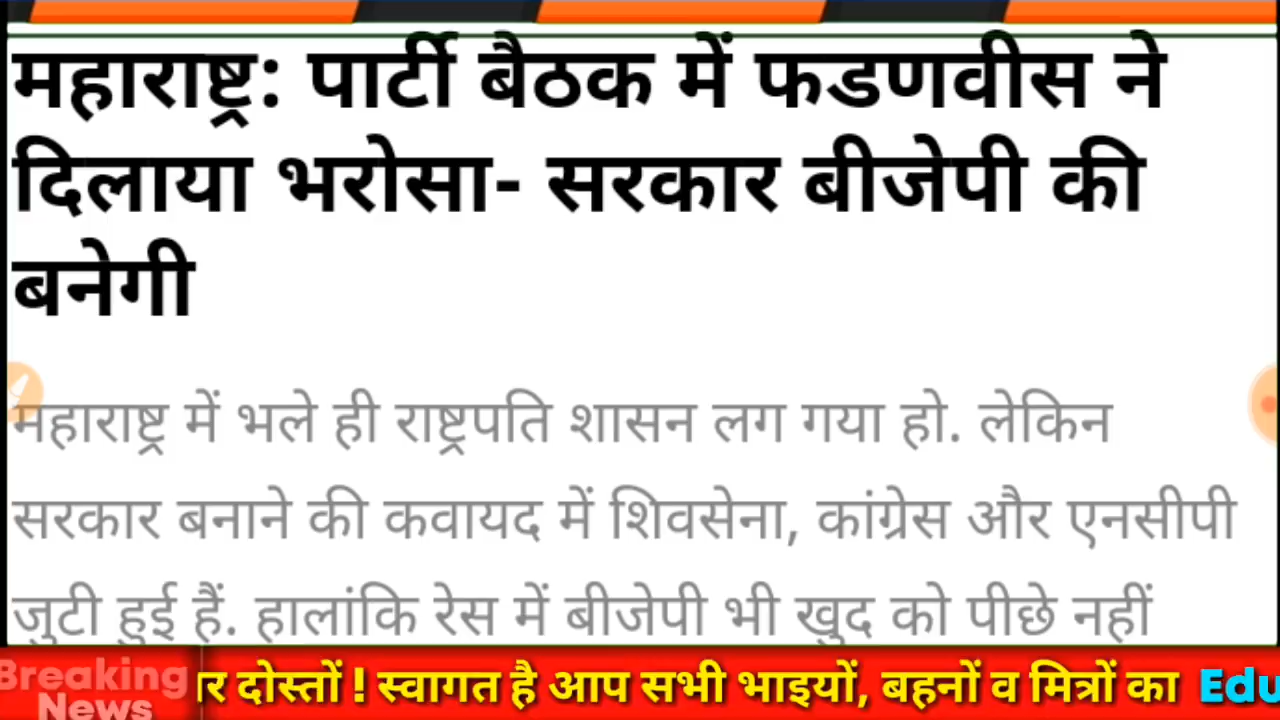 महाराष्ट्र: पार्टी बैठक में फडणवीस ने
दिलाया भरोसा- सरकार बीजेपी की
बनेगी
महाराष्ट्र में भले ही राष्ट्रपति शासन लग गया हो. लेकिन
सरकार बनाने की कवायद में शिवसेना, कांग्रेस और एनसीपी
जुटी हुई हैं. हालांकि रेस में बीजेपी भी खुद को पीछे नहीं
Breaking
News
दोस्तों ! स्वागत है आप सभी भाइयों, बहनों व मित्रों का